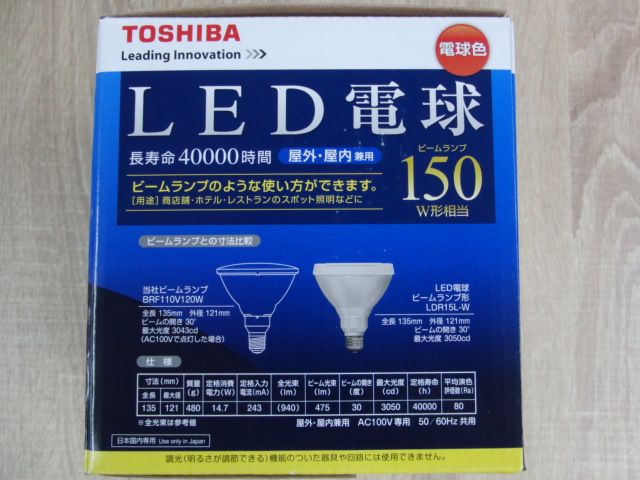 TOSHIBA
Leading Innovation >>>
電球色
LED電球
長寿命 40000時間
屋外・屋内 兼用
ビームランプ
150
W形相当
ビームランプのような使い方ができます。
[用途] 商店舗・ホテル・レストランのスポット照明などに
ビームランプとの寸法比較
当社ビームランプ
BRF110V120W
全長 135mm 外径 121mm
ビームの開き 30°
最大光度 3043cd
(AC100Vで点灯した場合)
LED電球
ビームランプ形
LDR15L-W
全長 135mm 外径 121mm
ビームの開き 30°
最大光度 3050cd
仕様
寸法(mm) 質量(g) 定格消費電力(W) 定格入力電流(mA) 全光束(lm) ビーム光束(lm) ビームの開き(度) 最大光度(cd) 定格寿命(h) 平均演色評価数(Ra)
全長 最大径
135 121 480 14.7 243 (940) 475 30 3050 40000 80
*全光束は参考値
屋外・屋内兼用 AC100V専用 50/60Hz共用
日本国内専用 Use only in Japan
調光(明るさが調節できる)機能のついた器具や回路には使用できません。